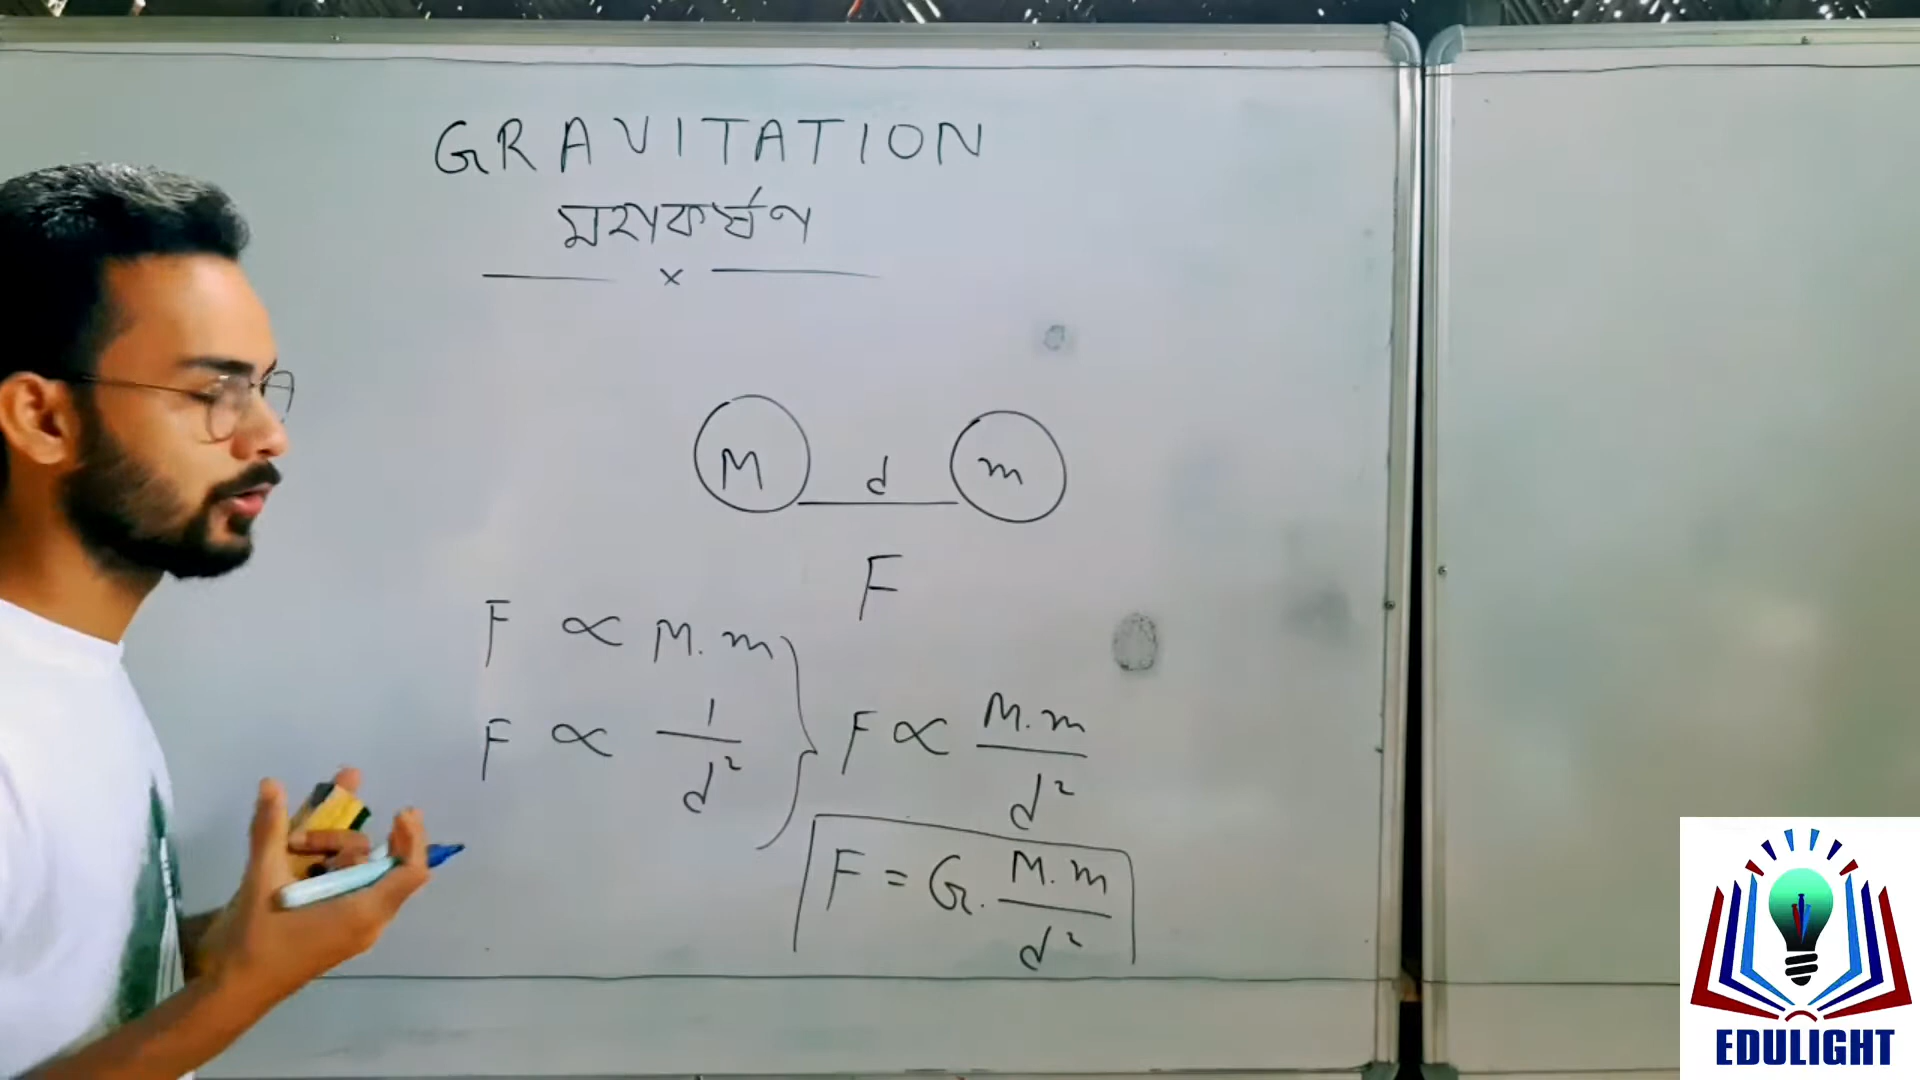 GRAVITATION
মহাকর্ষণ
x
M d m
F
F ∝ M.m
F ∝ 1/d²
F ∝ M.m/d²
F = G. M.m/d²
EDULIGHT